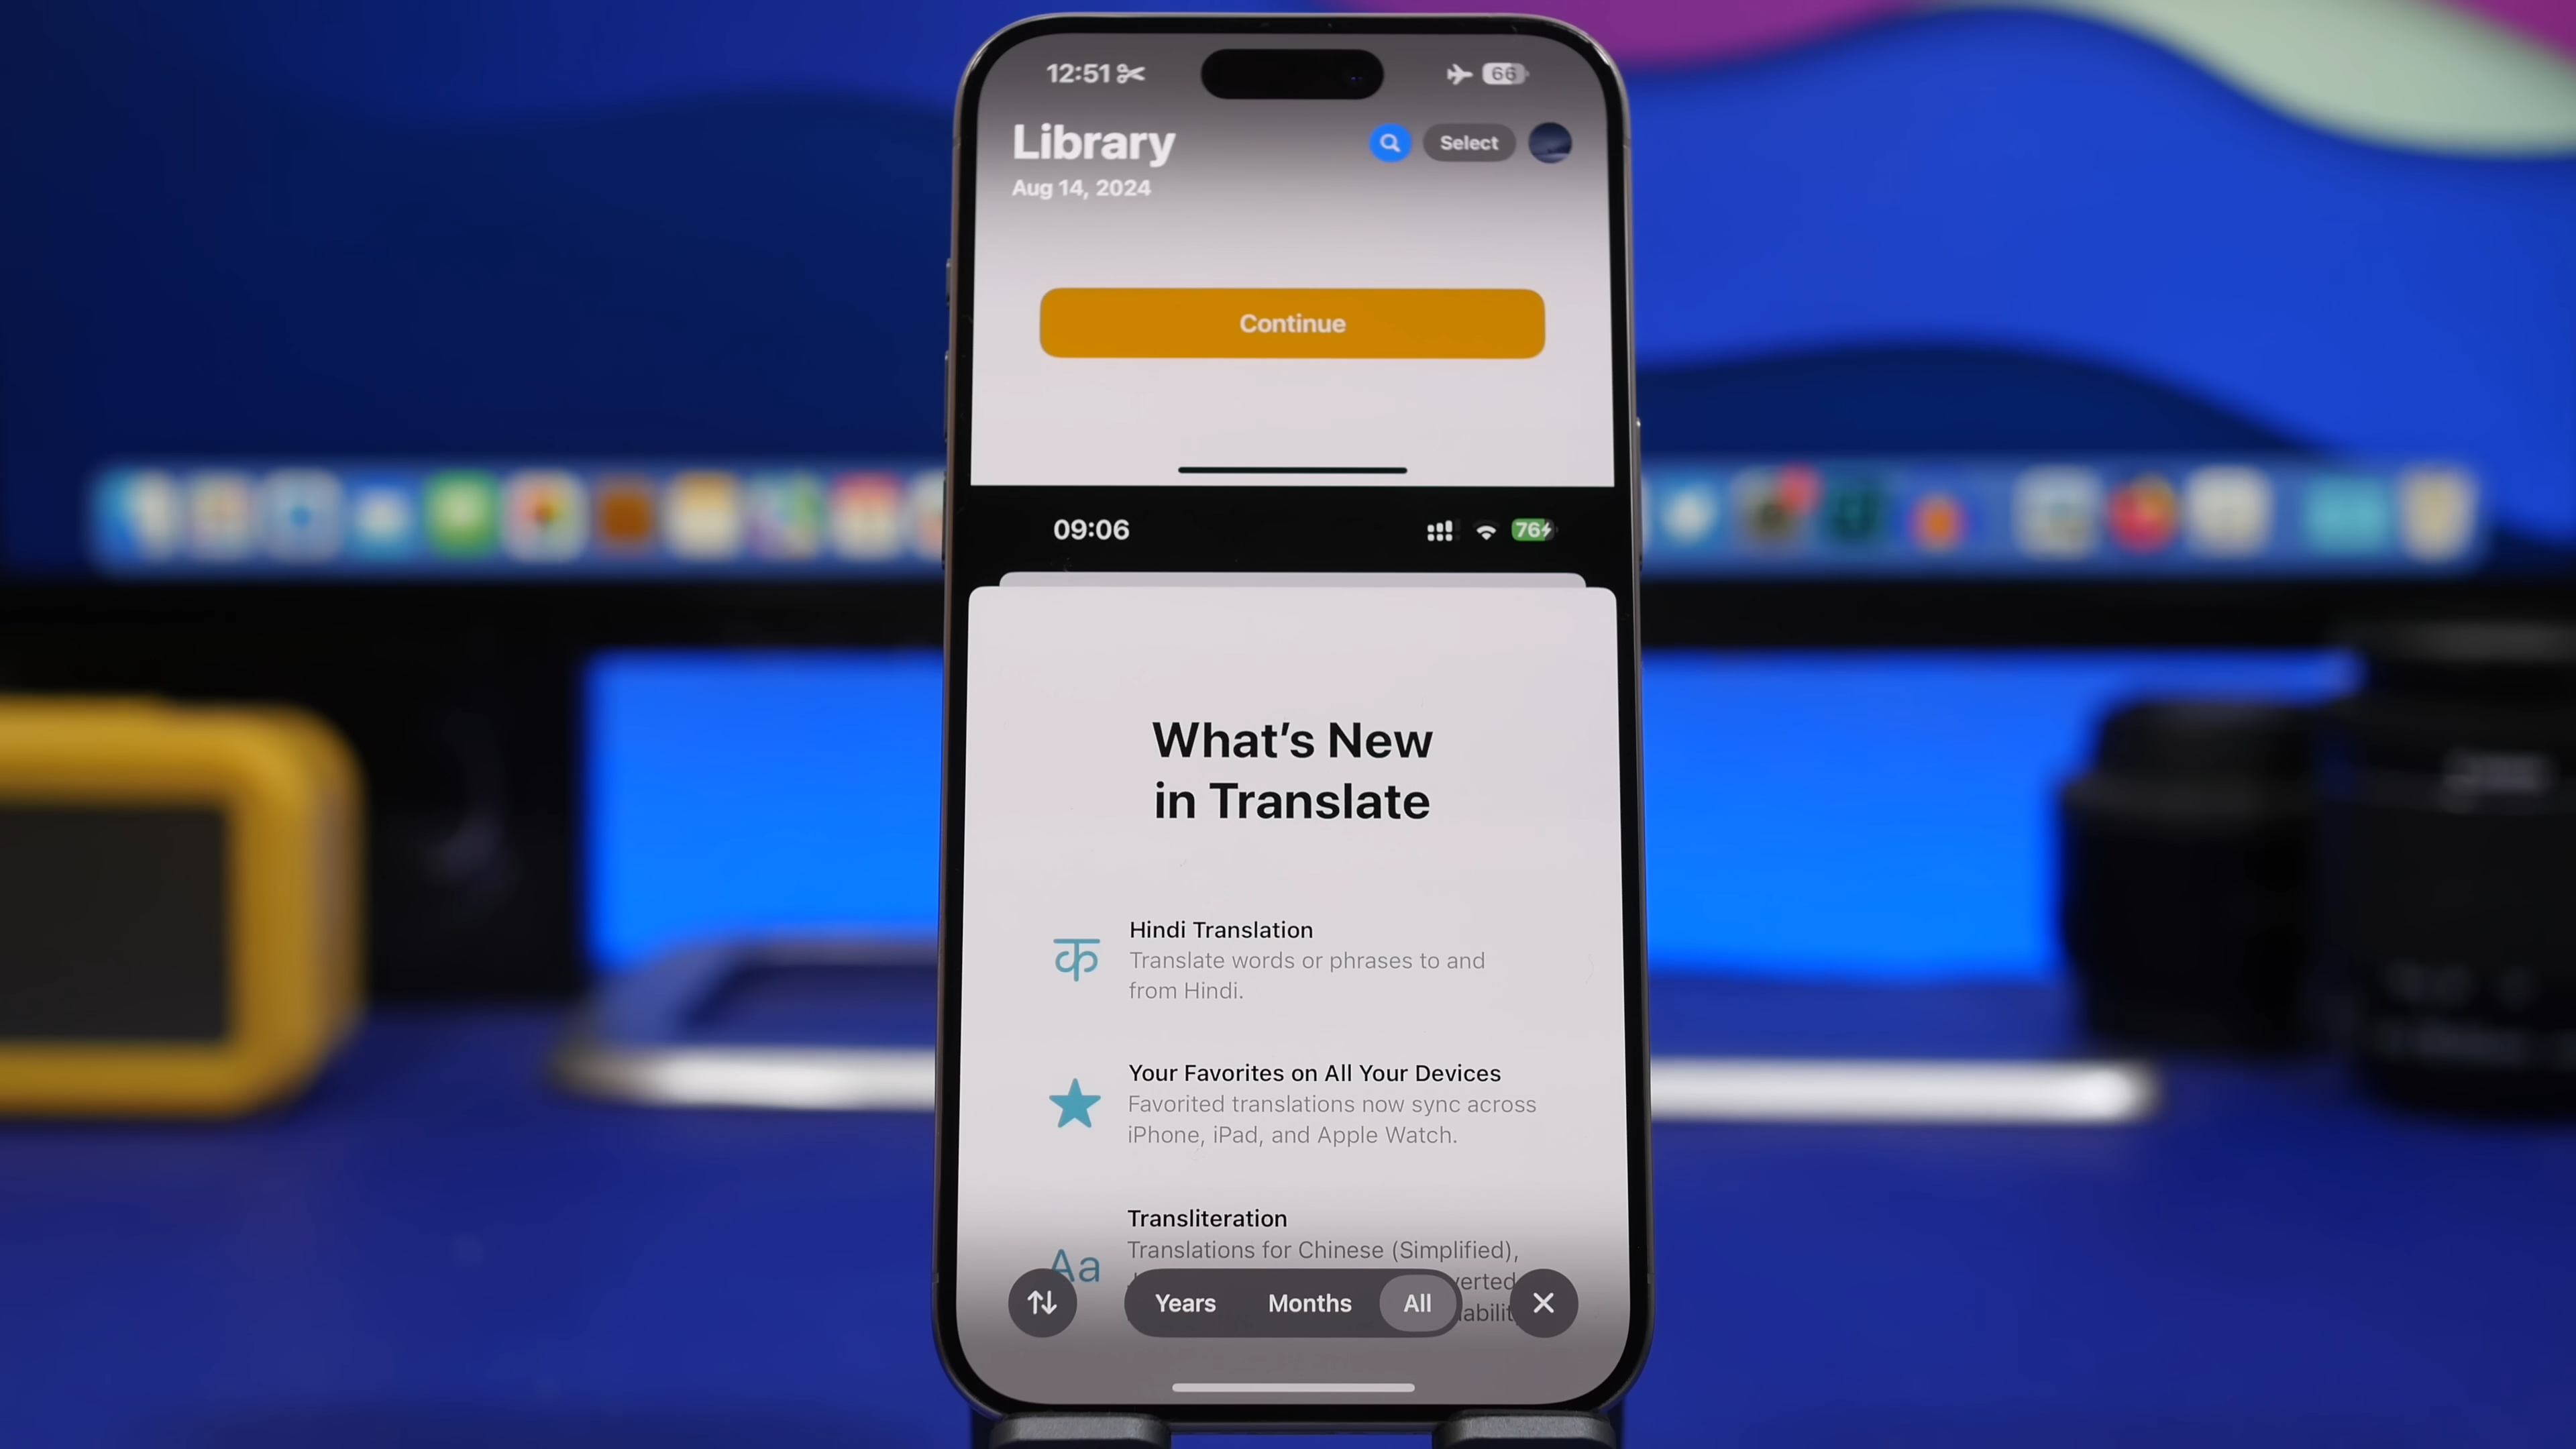 12:51
66
Library
Select
Aug 14, 2024
Continue
09:06
76
What’s New
in Translate
क
Hindi Translation
Translate words or phrases to and
from Hindi.
Your Favorites on All Your Devices
Favorited translations now sync across
iPhone, iPad, and Apple Watch.
Transliteration
Aa
Translations for Chinese (Simplified),
Years Months All